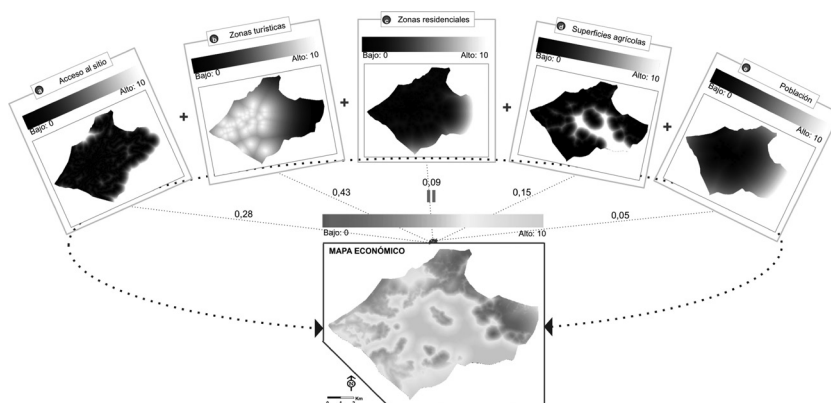 a Acceso al sitio
Bajo: 0
Alto: 10
b Zonas turísticas
Bajo: 0
Alto: 10
c Zonas residenciales
Bajo: 0
Alto: 10
d Superficies agrícolas
Bajo: 0
Alto: 10
e Población
Bajo: 0
Alto: 10
+
+
+
+
0,28
0,43
0,09
0,15
0,05
Bajo: 0
Alto: 10
MAPA ECONÓMICO
N
Km